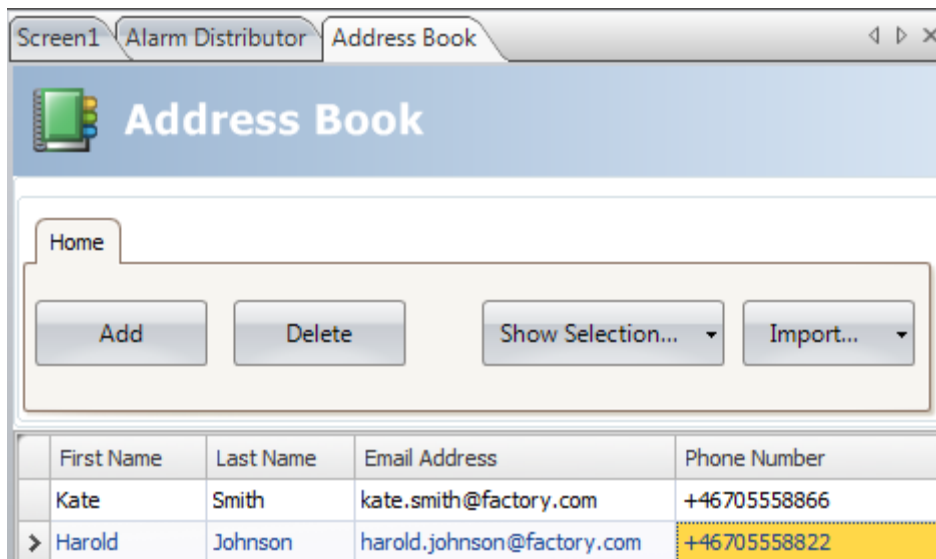 Screen1 Alarm Distributor Address Book
Address Book
Home
Add Delete Show Selection... Import...
First Name Last Name Email Address Phone Number
Kate Smith kate.smith@factory.com +46705558866
Harold Johnson harold.johnson@factory.com +46705558822